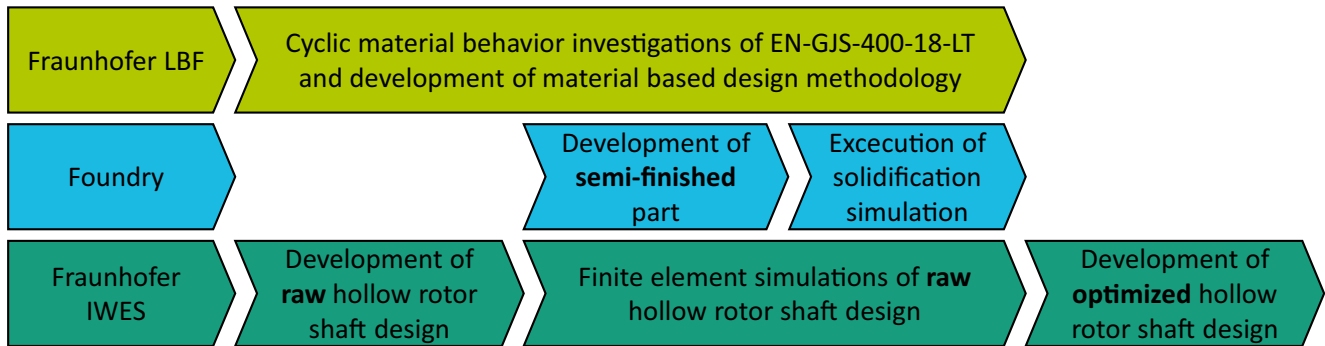 Fraunhofer LBF
Cyclic material behavior investigations of EN-GJS-400-18-LT
and development of material based design methodology
Foundry
Development of
semi-finished
part
Excecution of
solidification
simulation
Fraunhofer
IWES
Development of
raw hollow rotor
shaft design
Finite element simulations of raw
hollow rotor shaft design
Development of
optimized hollow
rotor shaft design